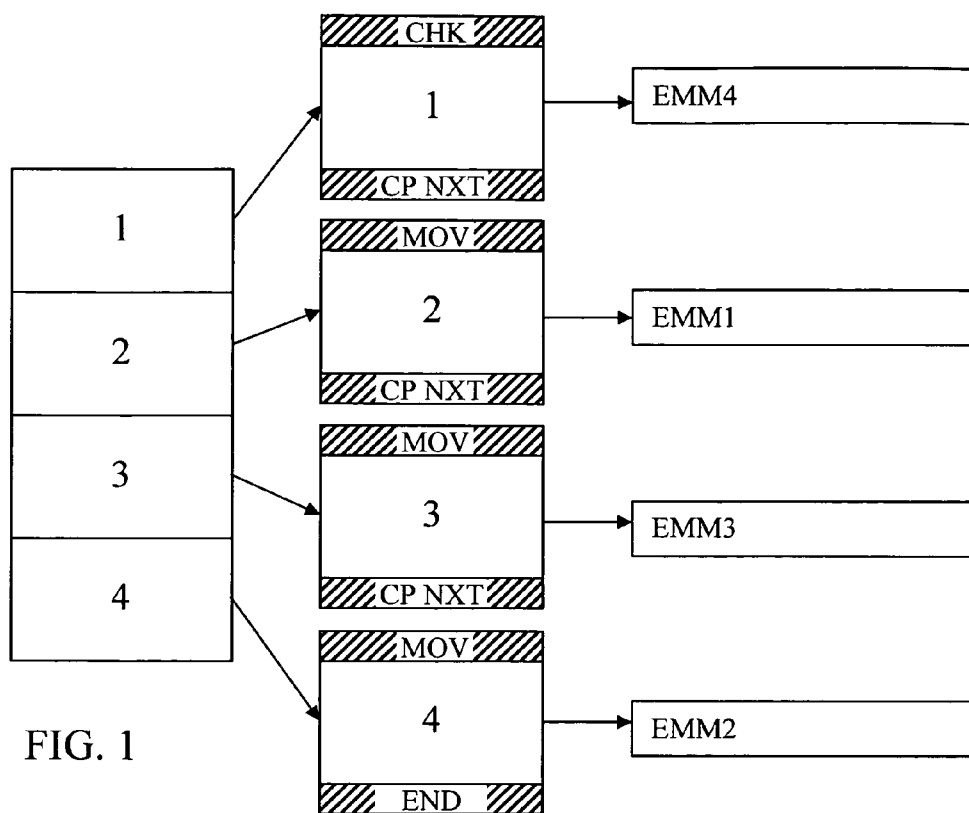 1
2
3
4
CHK
1
CP NXT
EMM4
MOV
2
CP NXT
EMM1
MOV
3
CP NXT
EMM3
MOV
4
END
EMM2
FIG. 1